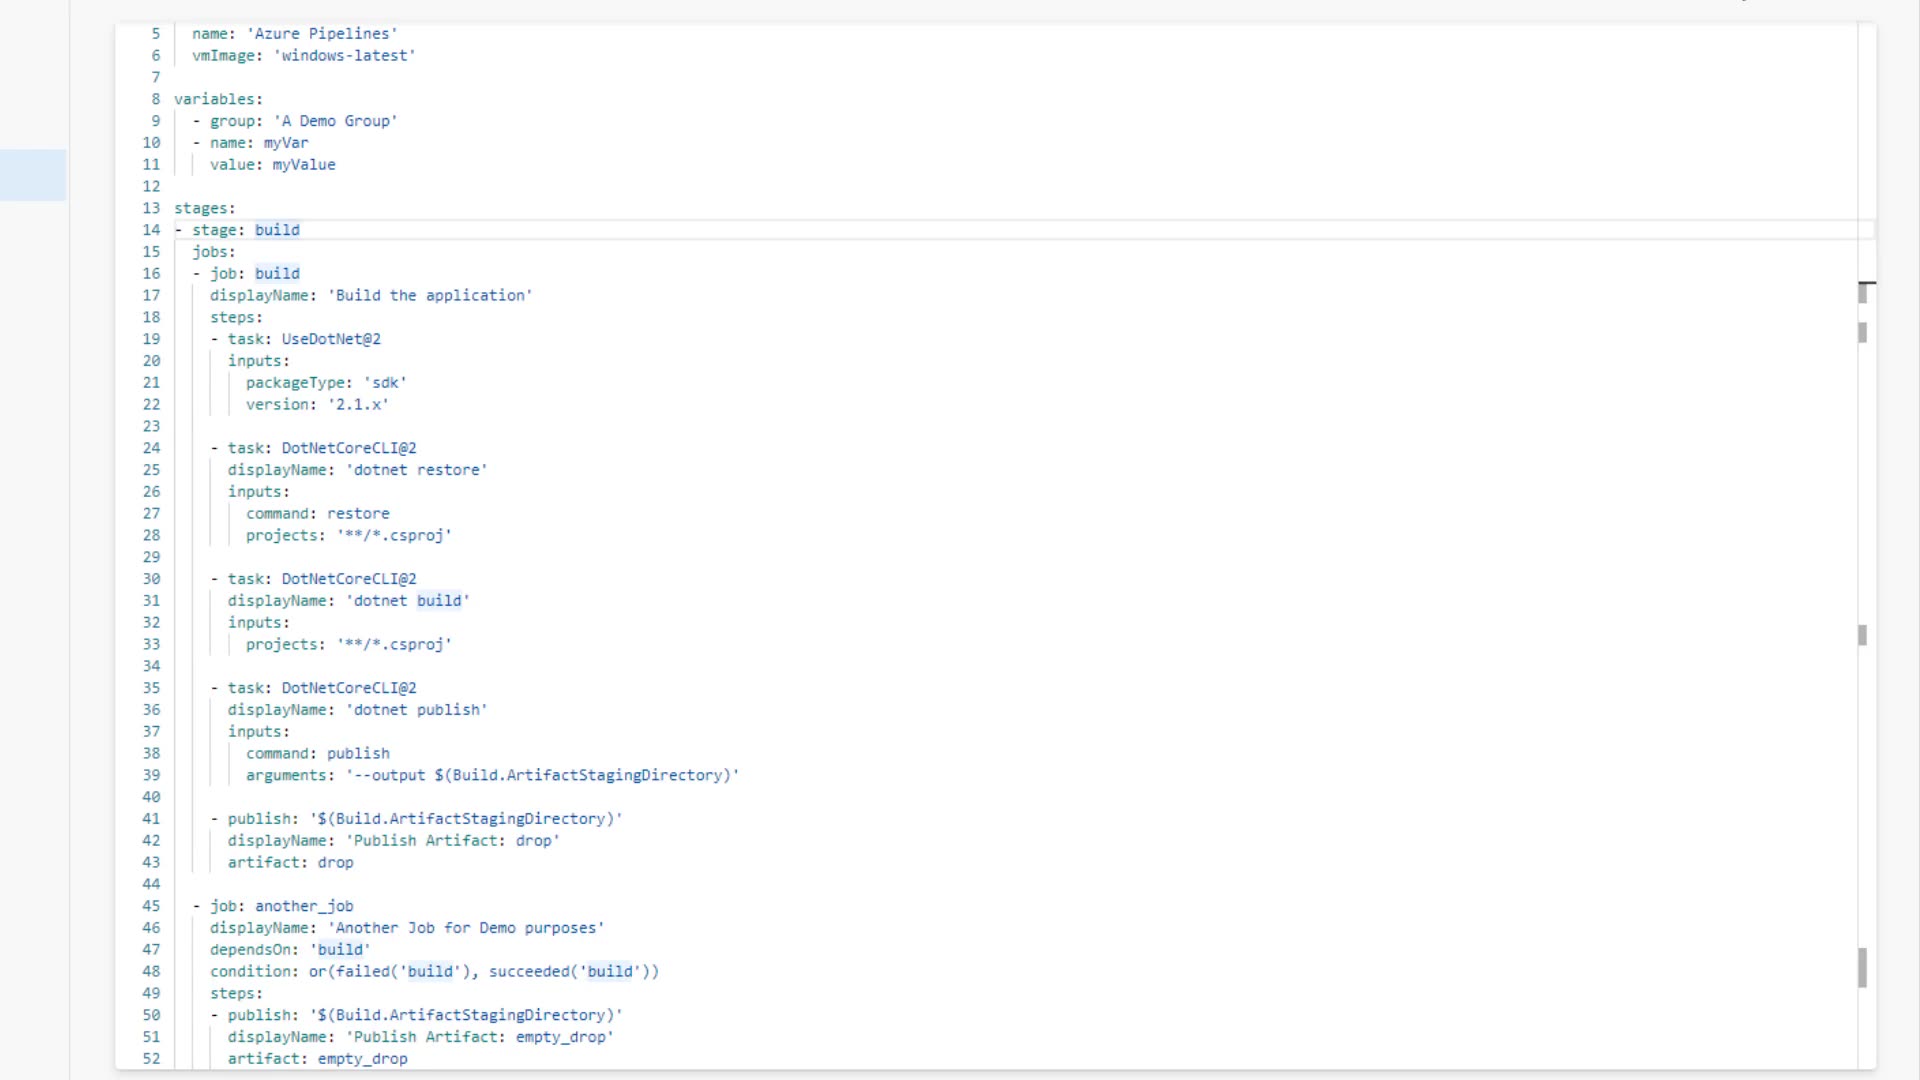 5 name: 'Azure Pipelines'
6 vmImage: 'windows-latest'
7
8 variables:
9 - group: 'A Demo Group'
10 - name: myVar
11 value: myValue
12
13 stages:
14 - stage: build
15 jobs:
16 - job: build
17 displayName: 'Build the application'
18 steps:
19 - task: UseDotNet@2
20 inputs:
21 packageType: 'sdk'
22 version: '2.1.x'
23
24 - task: DotNetCoreCLI@2
25 displayName: 'dotnet restore'
26 inputs:
27 command: restore
28 projects: '**/*.csproj'
29
30 - task: DotNetCoreCLI@2
31 displayName: 'dotnet build'
32 inputs:
33 projects: '**/*.csproj'
34
35 - task: DotNetCoreCLI@2
36 displayName: 'dotnet publish'
37 inputs:
38 command: publish
39 arguments: '--output $(Build.ArtifactStagingDirectory)'
40
41 - publish: '$(Build.ArtifactStagingDirectory)'
42 displayName: 'Publish Artifact: drop'
43 artifact: drop
44
45 - job: another_job
46 displayName: 'Another Job for Demo purposes'
47 dependsOn: 'build'
48 condition: or(failed('build'), succeeded('build'))
49 steps:
50 - publish: '$(Build.ArtifactStagingDirectory)'
51 displayName: 'Publish Artifact: empty_drop'
52 artifact: empty_drop